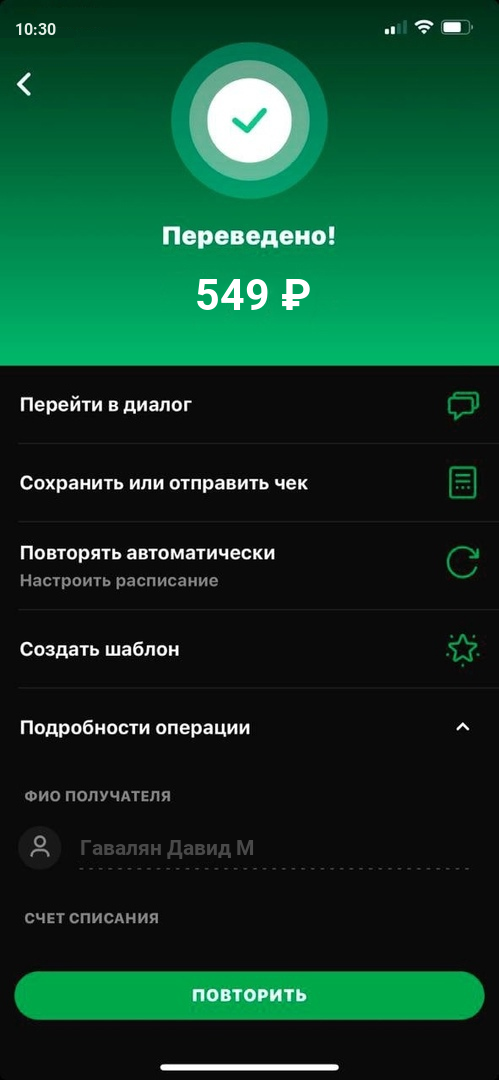 10:30
Переведено!
549 ₽
Перейти в диалог
Сохранить или отправить чек
Повторять автоматически
Настроить расписание
Создать шаблон
Подробности операции
ФИО ПОЛУЧАТЕЛЯ
Гавалян Давид М
СЧЕТ СПИСАНИЯ
ПОВТОРИТЬ